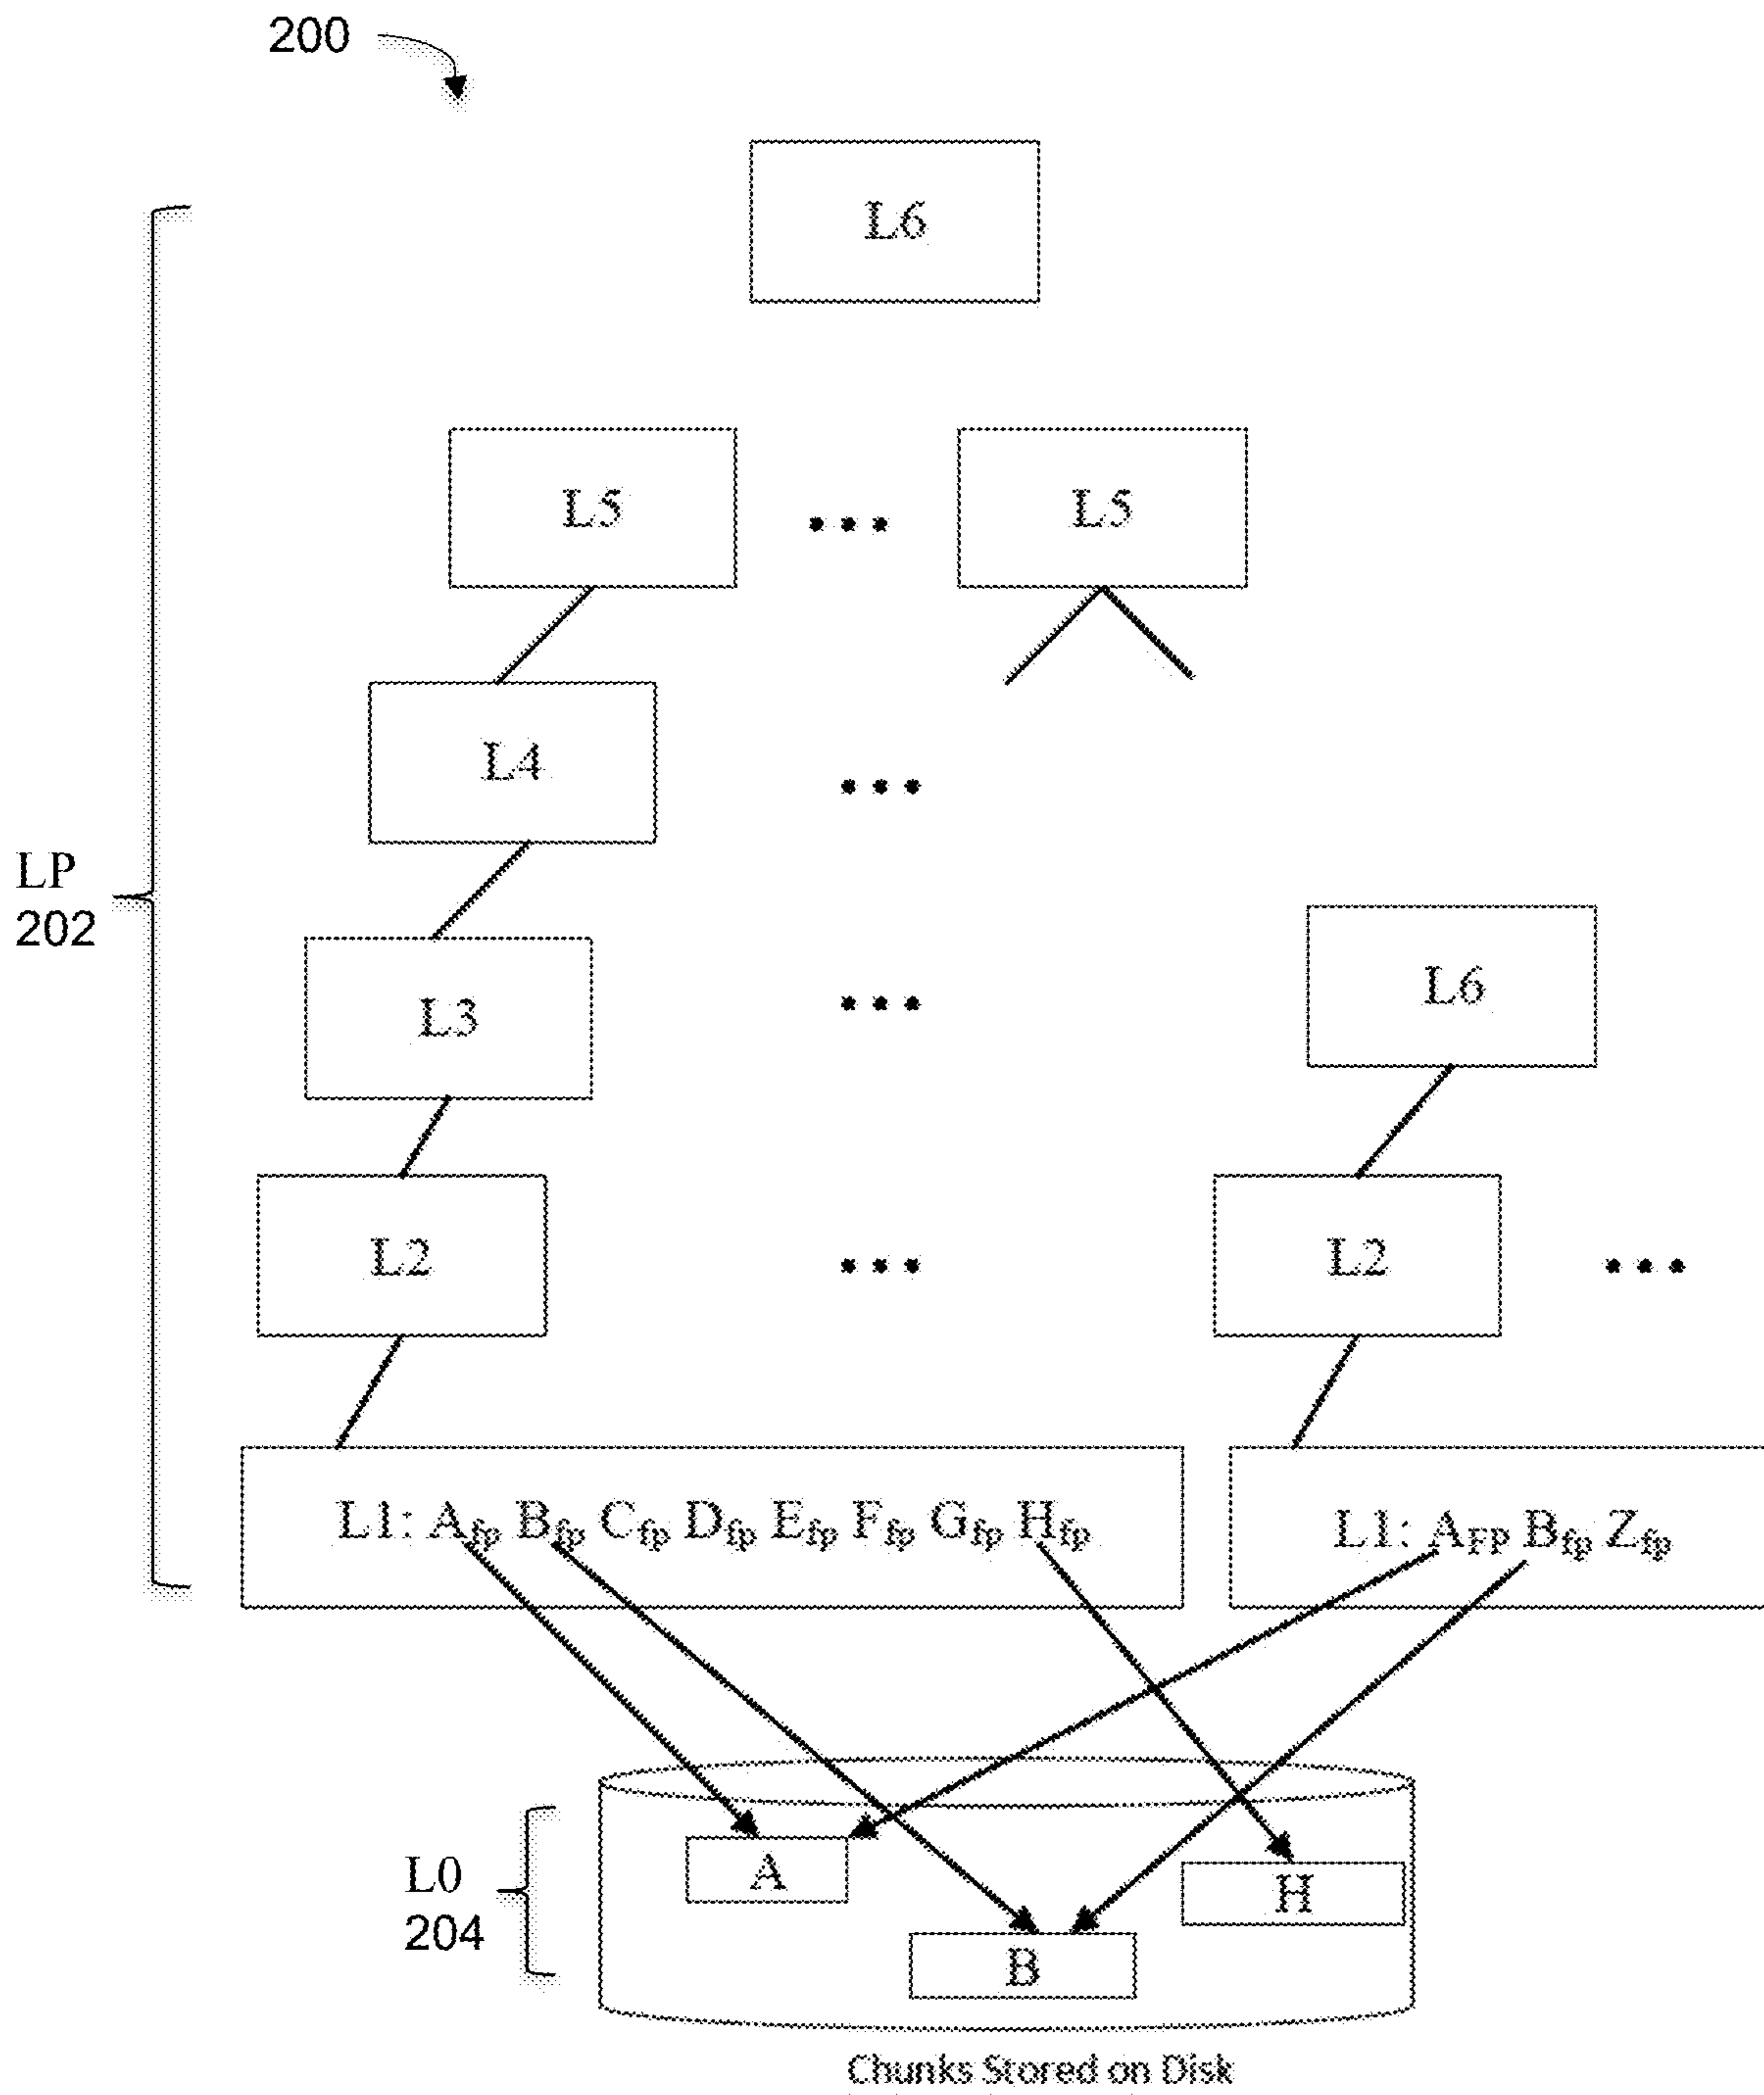 200
L6
L5 ... L5
L4 ...
LP
202
L3 ...
L6
L2 ...
L2 ...
L1: Afp Bfp Cfp Dfp Efp Ffp Gfp Hfp
L1: AFP Bfp Zfp
L0
204
A
H
B
Chunks Stored on Disk